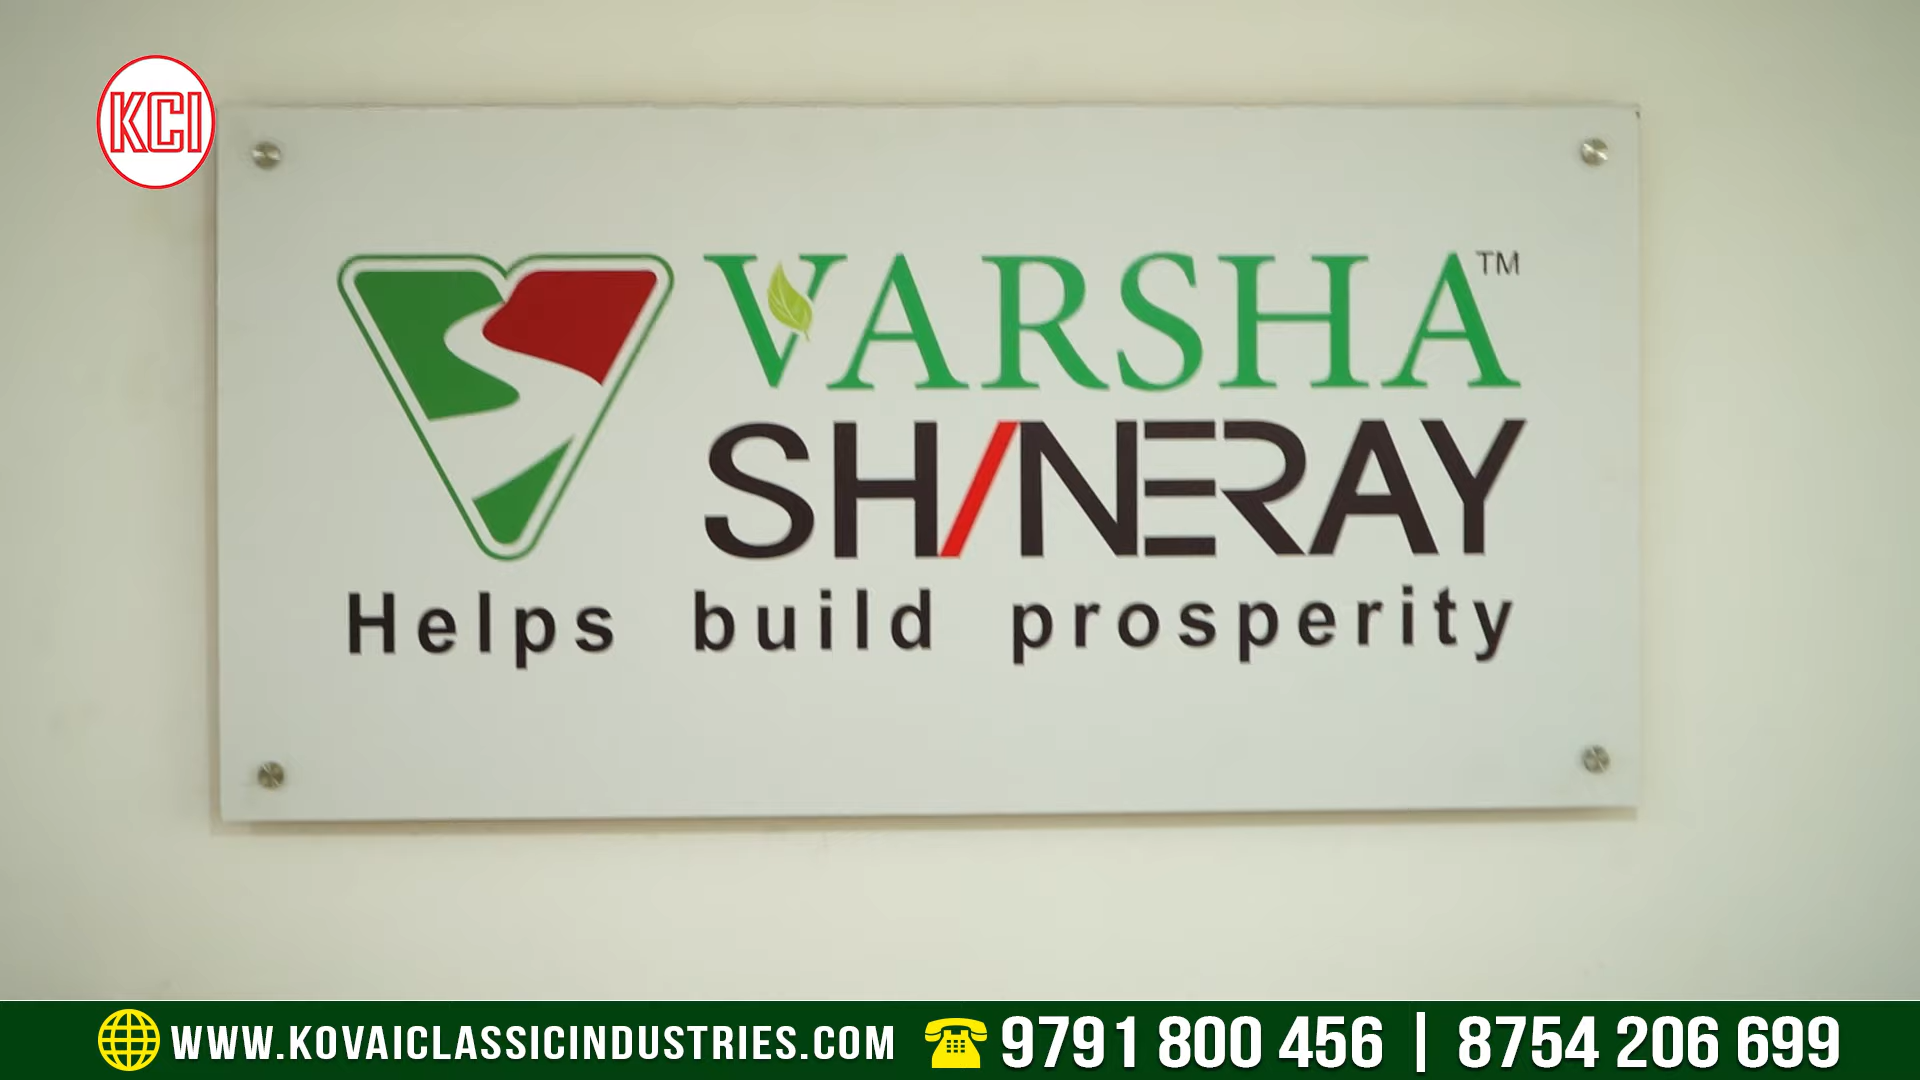 KCI
VARSHA™
SHINERAY
Helps build prosperity
WWW.KOVAICLASSICINDUSTRIES.COM 9791 800 456 | 8754 206 699